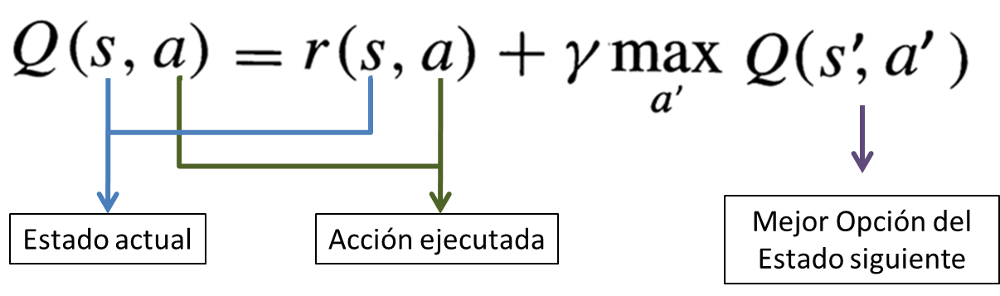 Q(s, a) = r(s, a) + γ max Q(s′, a′)
a′
Estado actual
Acción ejecutada
Mejor Opción del
Estado siguiente